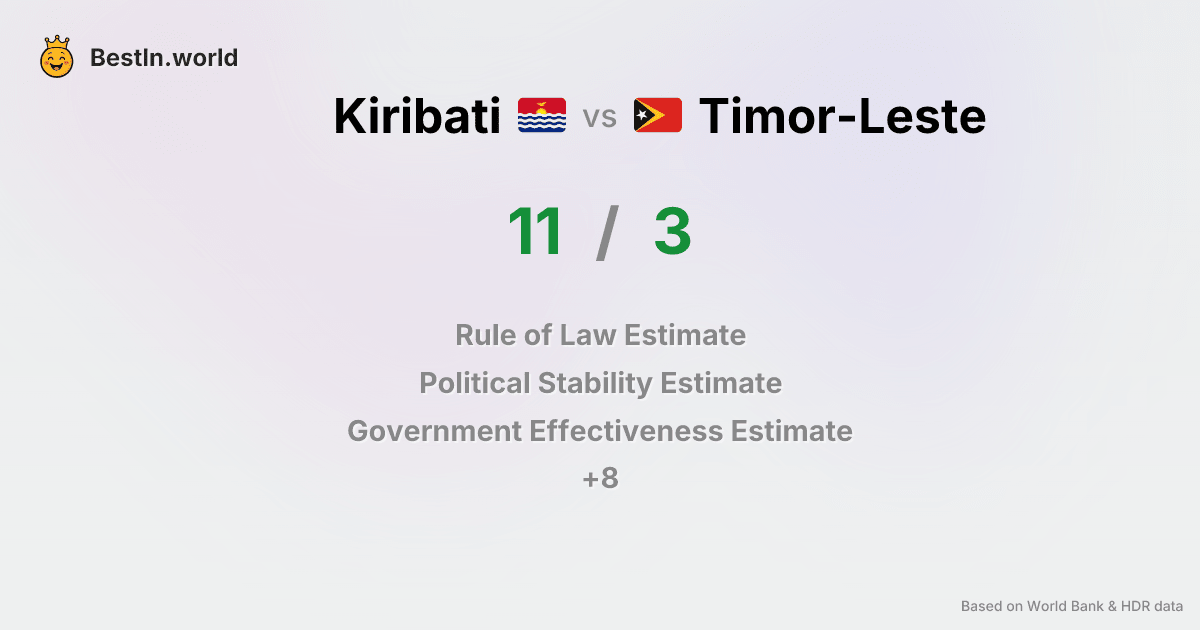 BestIn.world
Kiribati vs Timor-Leste
11 / 3
Rule of Law Estimate
Political Stability Estimate
Government Effectiveness Estimate
+8
Based on World Bank & HDR data